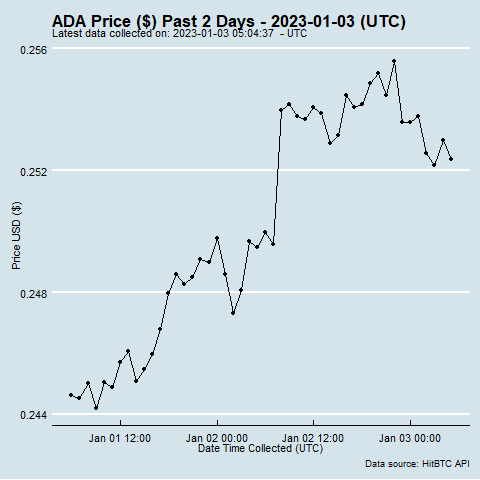 ADA Price ($) Past 2 Days - 2023-01-03 (UTC)
Latest data collected on: 2023-01-03 05:04:37  - UTC
0.256
0.252
0.248
0.244
Price USD ($)
Jan 01 12:00
Jan 02 00:00
Jan 02 12:00
Jan 03 00:00
Date Time Collected (UTC)
Data source: HitBTC API